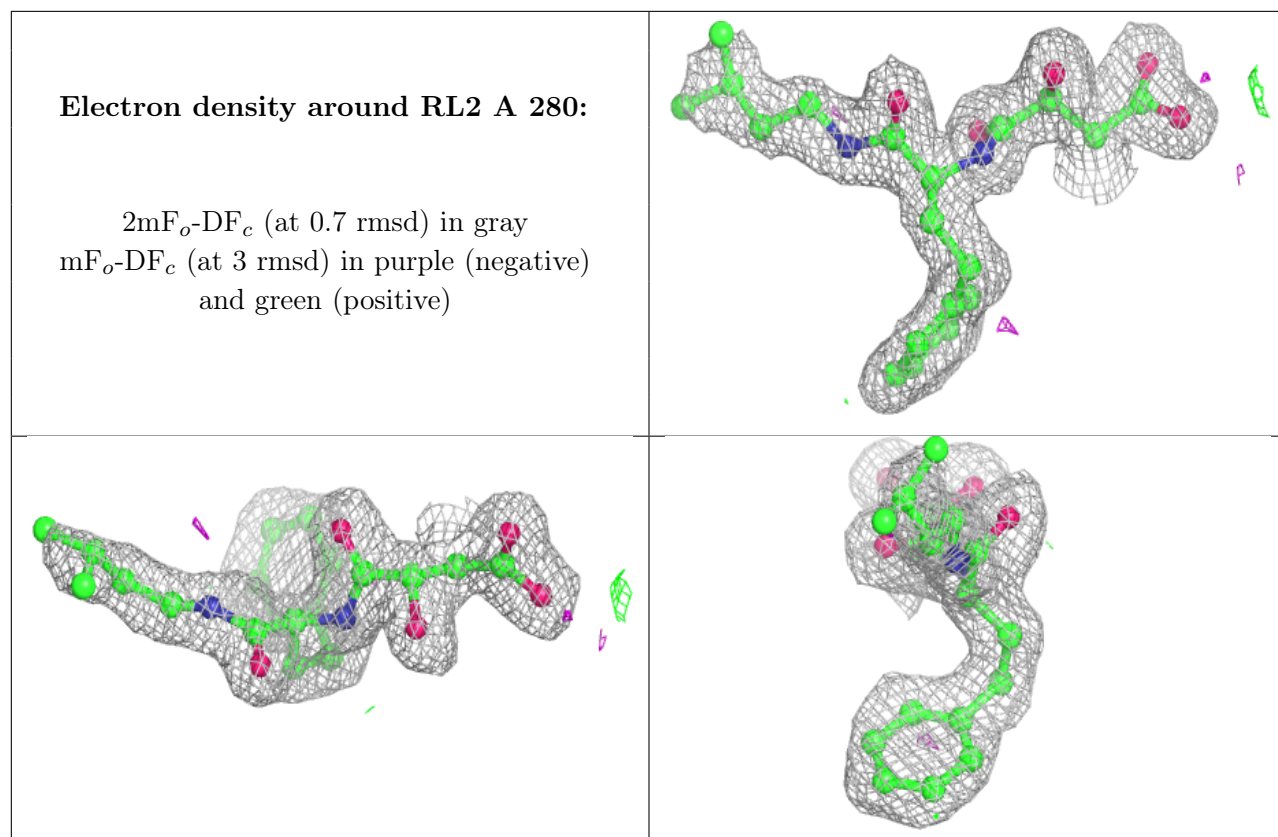 Electron density around RL2 A 280:
2mFo-DFc (at 0.7 rmsd) in gray
mFo-DFc (at 3 rmsd) in purple (negative)
and green (positive)